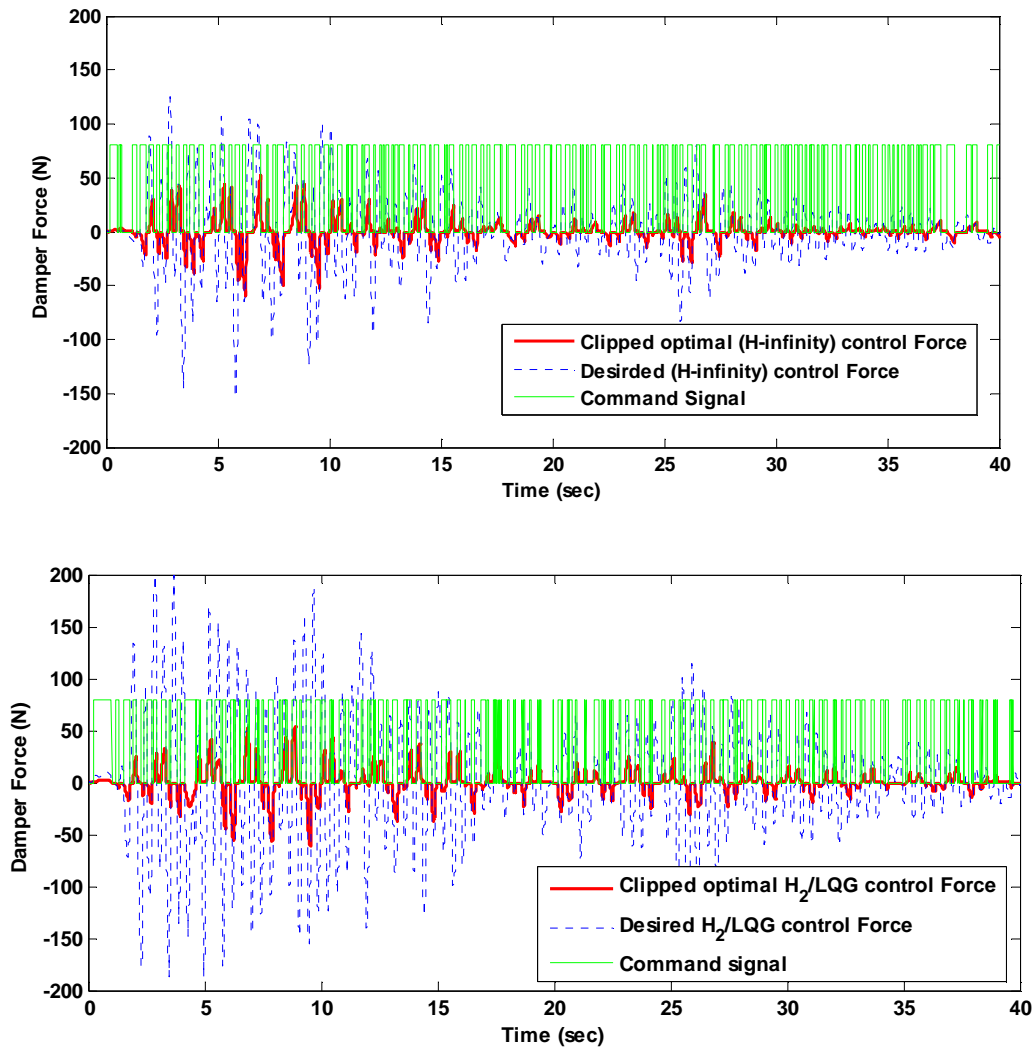 200
150
100
50
0
-50
-100
-150
-200
Damper Force (N)
Clipped optimal (H-infinity) control Force
Desirded (H-infinity) control Force
Command Signal
0 5 10 15 20 25 30 35 40
Time (sec)
200
150
100
50
0
-50
-100
-150
-200
Damper Force (N)
Clipped optimal H2/LQG control Force
Desired H2/LQG control Force
Command signal
0 5 10 15 20 25 30 35 40
Time (sec)